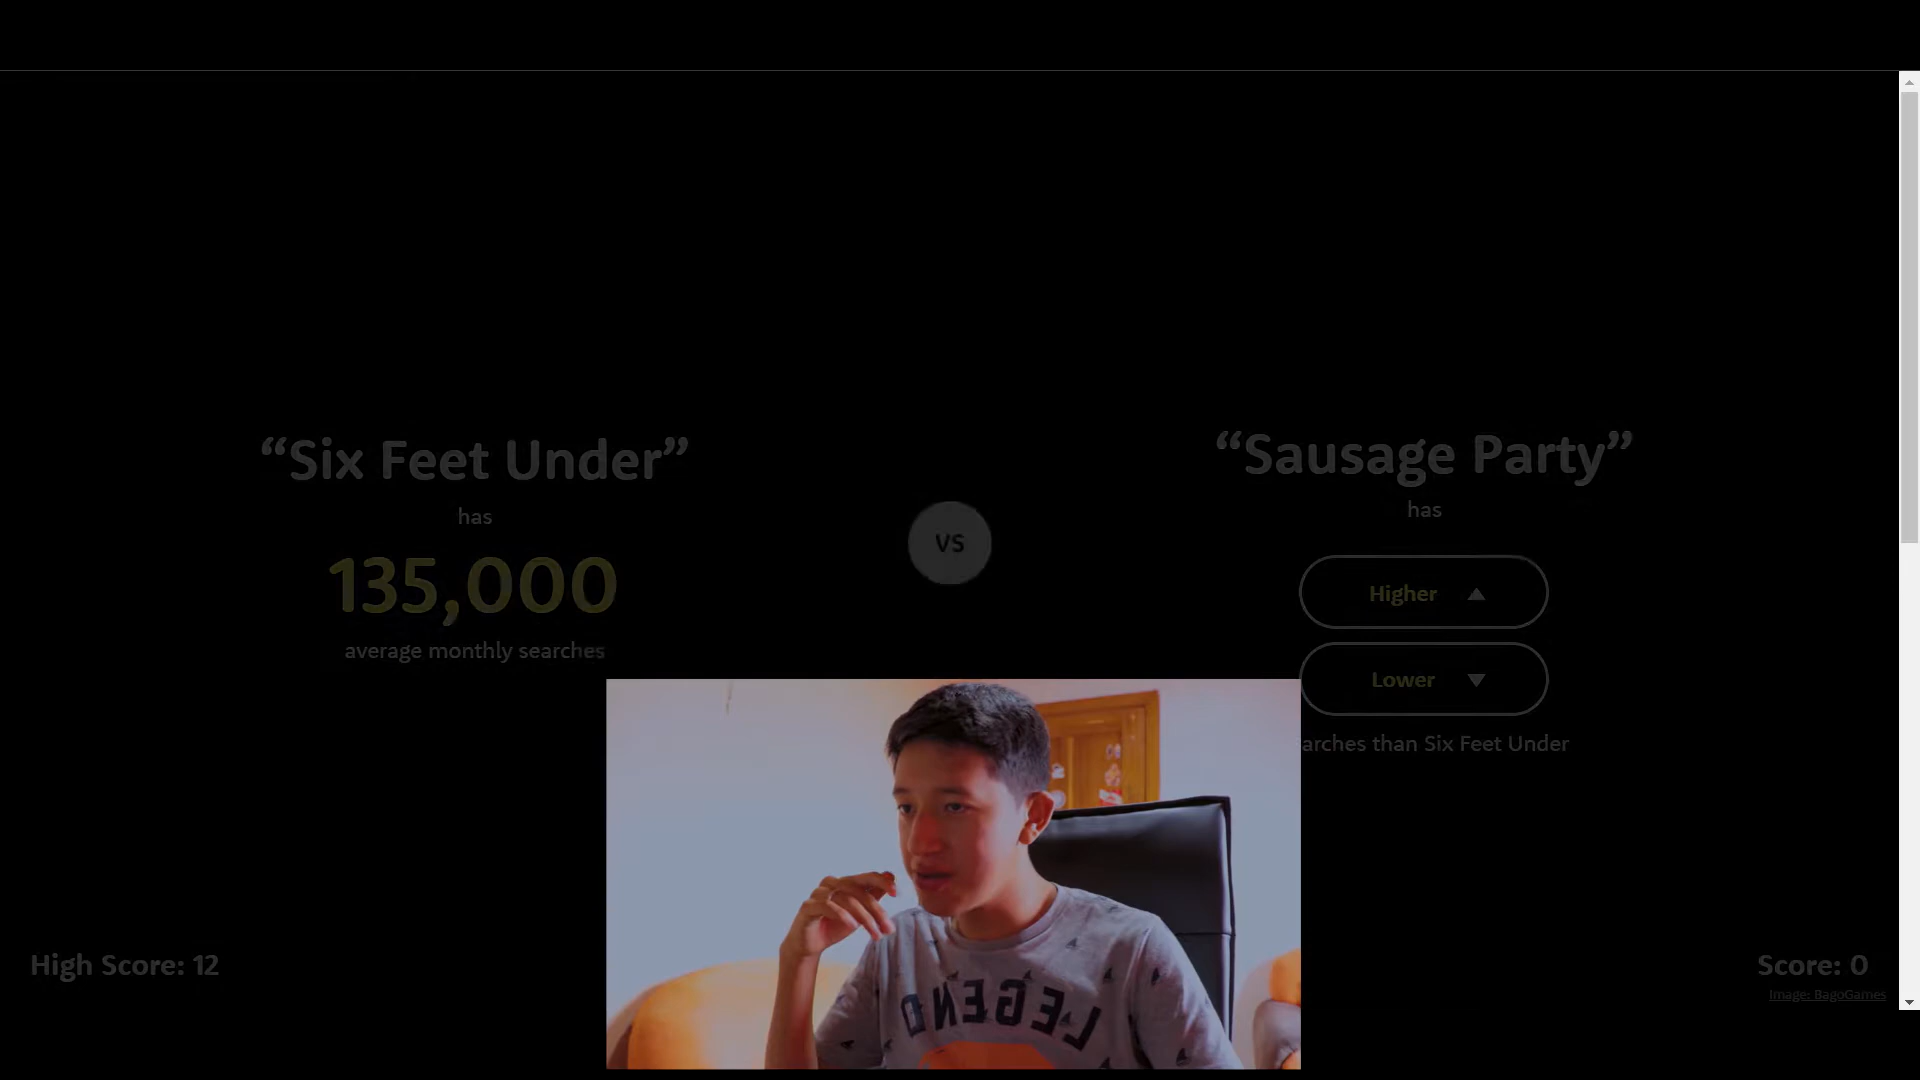 “Six Feet Under”
has
135,000
average monthly searches
VS
“Sausage Party”
has
Higher
Lower
arches than Six Feet Under
LEGEND
High Score: 12
Score: 0
Image: BagoGames